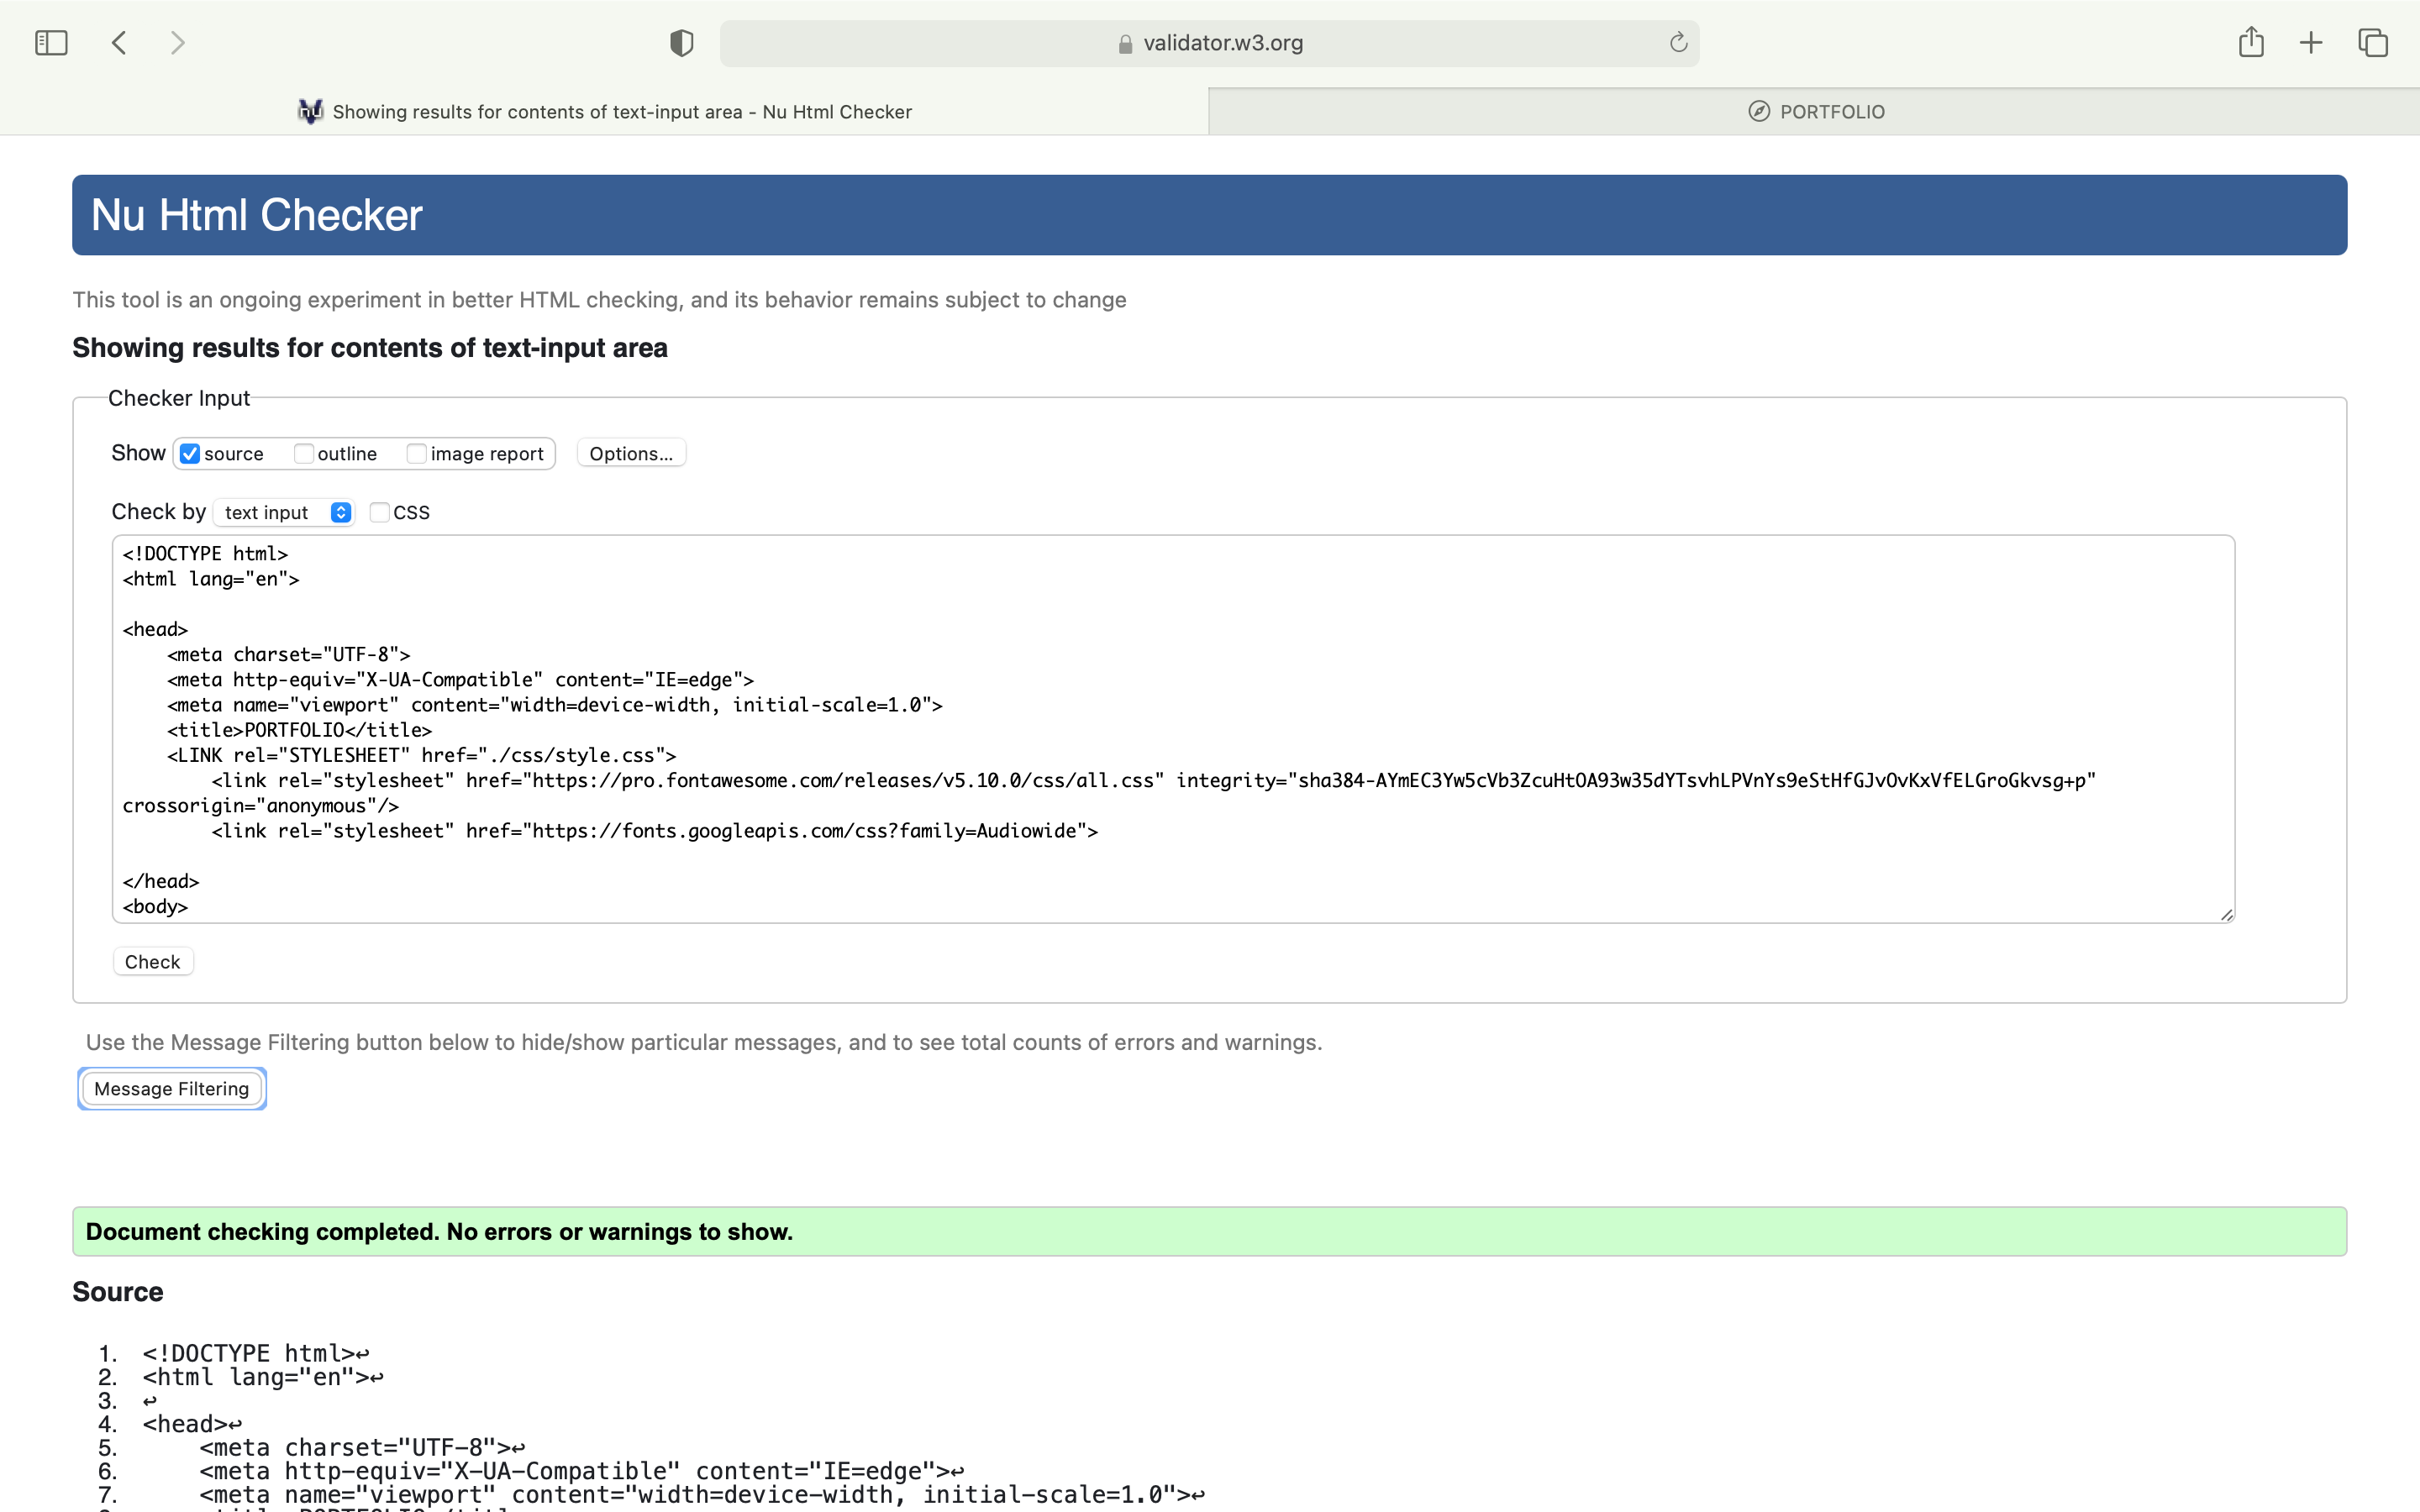 validator.w3.org
Showing results for contents of text-input area - Nu Html Checker
PORTFOLIO
Nu Html Checker
This tool is an ongoing experiment in better HTML checking, and its behavior remains subject to change
Showing results for contents of text-input area
Checker Input
Show source outline image report Options...
Check by text input CSS
<!DOCTYPE html>
<html lang="en">
<head>
<meta charset="UTF-8">
<meta http-equiv="X-UA-Compatible" content="IE=edge">
<meta name="viewport" content="width=device-width, initial-scale=1.0">
<title>PORTFOLIO</title>
<LINK rel="STYLESHEET" href="./css/style.css">
<link rel="stylesheet" href="https://pro.fontawesome.com/releases/v5.10.0/css/all.css" integrity="sha384-AYmEC3Yw5cVb3ZcuHtOA93w35dYTsvhLPVnYs9eStHfGJvOvKxVfELGroGkvsg+p"
crossorigin="anonymous"/>
<link rel="stylesheet" href="https://fonts.googleapis.com/css?family=Audiowide">
</head>
<body>
Check
Use the Message Filtering button below to hide/show particular messages, and to see total counts of errors and warnings.
Message Filtering
Document checking completed. No errors or warnings to show.
Source
1. <!DOCTYPE html>↩
2. <html lang="en">↩
3. ↩
4. <head>↩
5. <meta charset="UTF-8">↩
6. <meta http-equiv="X-UA-Compatible" content="IE=edge">↩
7. <meta name="viewport" content="width=device-width, initial-scale=1.0">↩